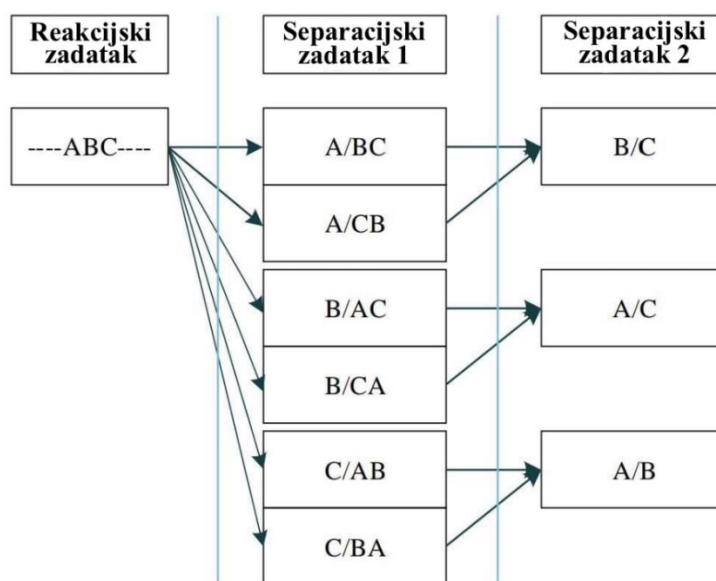 Reakcijski
zadatak
Separacijski
zadatak 1
Separacijski
zadatak 2
----ABC----
A/BC
B/C
A/CB
B/AC
A/C
B/CA
C/AB
A/B
C/BA